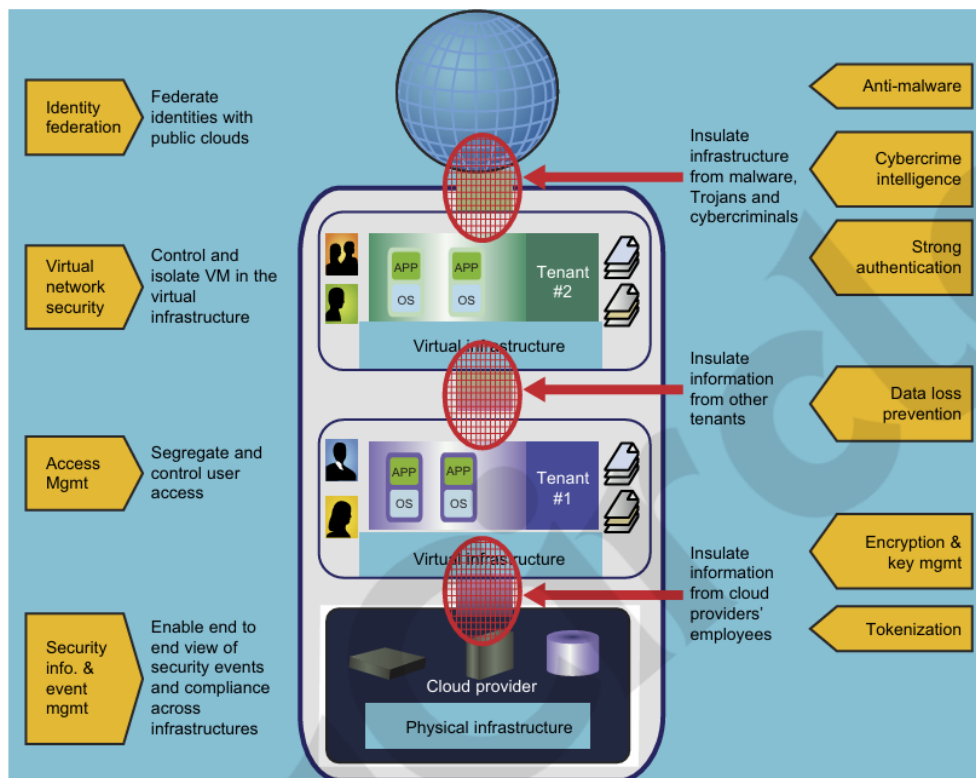 Identity
federation
Federate
identities with
public clouds
Anti-malware
Insulate
infrastructure
from malware,
Trojans and
cybercriminals
Cybercrime
intelligence
Strong
authentication
Virtual
network
security
Control and
isolate VM in the
virtual
infrastructure
APP
OS
APP
OS
Tenant
#2
Virtual infrastructure
Insulate
information
from other
tenants
Data loss
prevention
Access
Mgmt
Segregate and
control user
access
APP
OS
APP
OS
Tenant
#1
Virtual infrastructure
Insulate
information
from cloud
providers'
employees
Encryption &
key mgmt
Tokenization
Security
info. &
event
mgmt
Enable end to
end view of
security events
and compliance
across
infrastructures
Cloud provider
Physical infrastructure